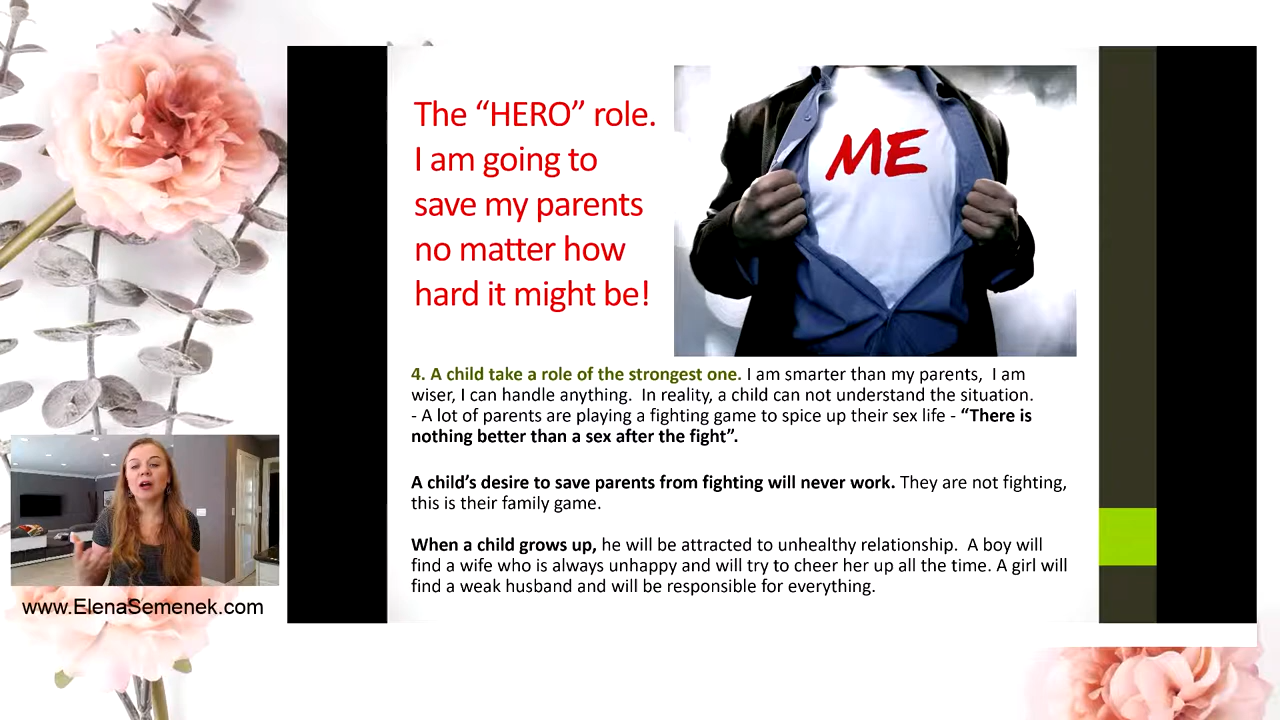 The “HERO” role.
I am going to
save my parents
no matter how
hard it might be!
ME
4. A child take a role of the strongest one. I am smarter than my parents,  I am
wiser, I can handle anything.  In reality, a child can not understand the situation.
- A lot of parents are playing a fighting game to spice up their sex life - “There is
nothing better than a sex after the fight”.
A child’s desire to save parents from fighting will never work. They are not fighting,
this is their family game.
When a child grows up, he will be attracted to unhealthy relationship.  A boy will
find a wife who is always unhappy and will try to cheer her up all the time. A girl will
find a weak husband and will be responsible for everything.
www.ElenaSemenek.com